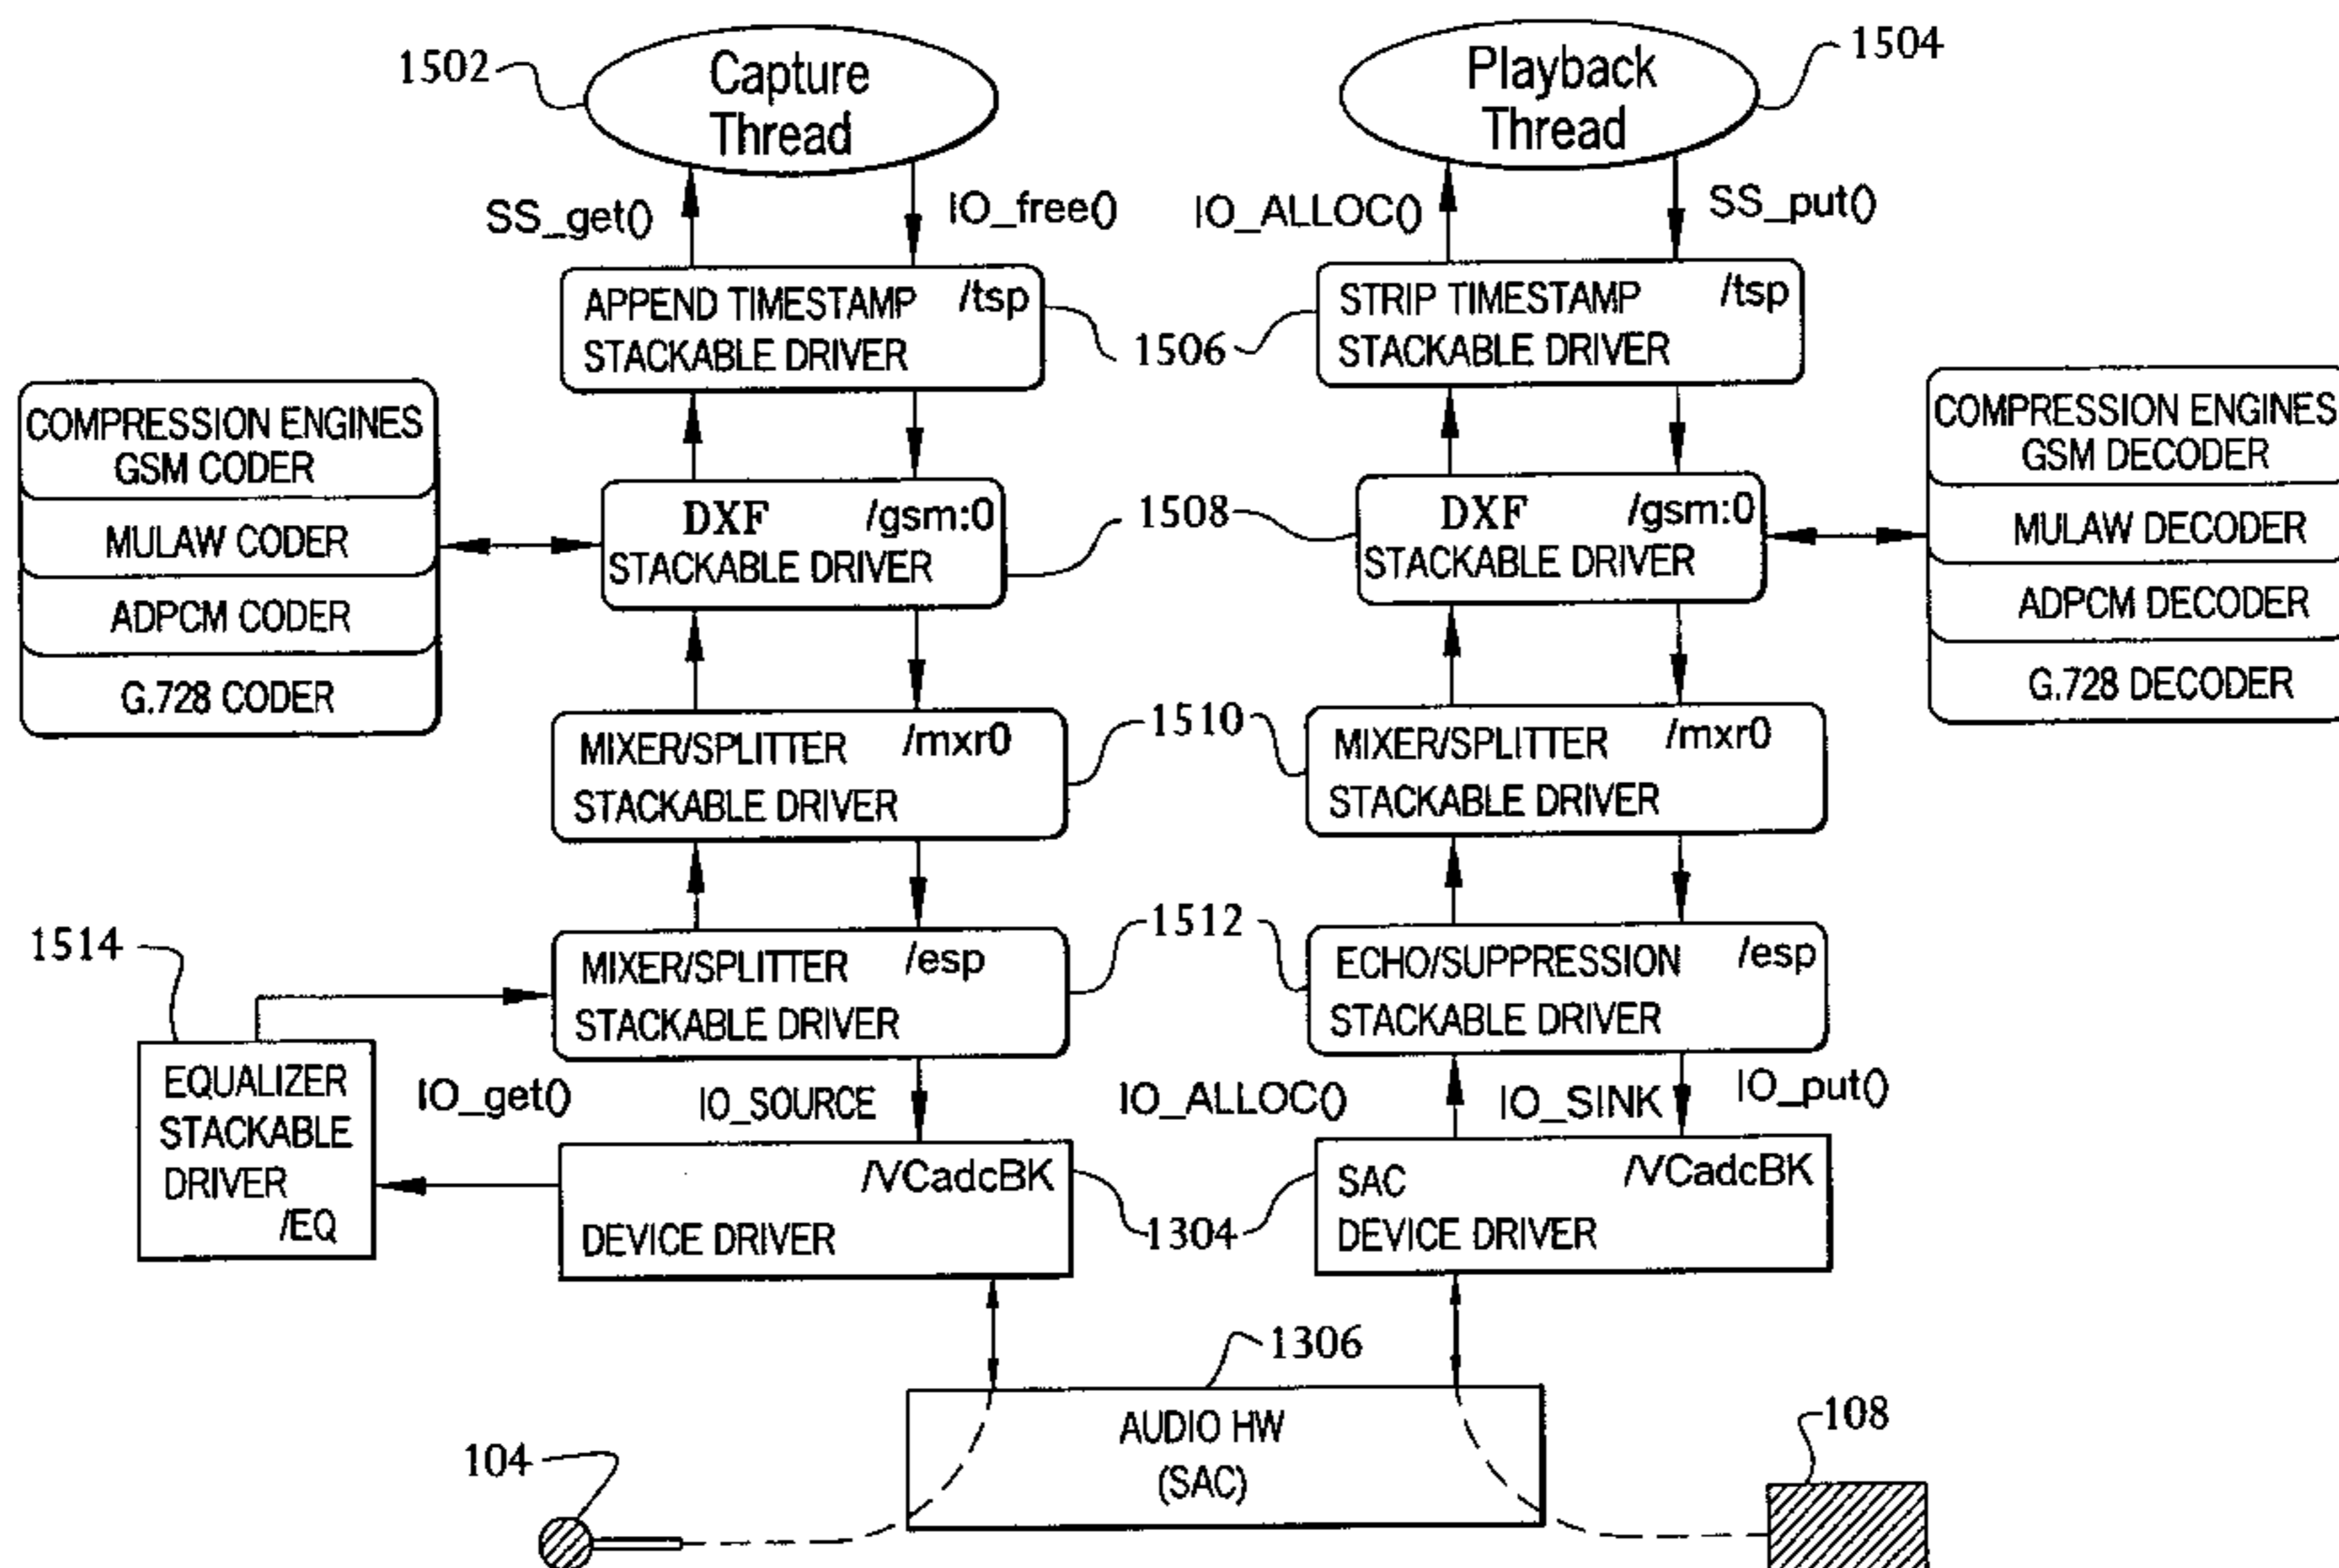 1502
Capture
Thread
Playback
Thread
1504
SS_get()
IO_free()
IO_ALLOC()
SS_put()
APPEND TIMESTAMP /tsp
STACKABLE DRIVER
1506
STRIP TIMESTAMP /tsp
STACKABLE DRIVER
COMPRESSION ENGINES
GSM CODER
MULAW CODER
ADPCM CODER
G.728 CODER
DXF /gsm:0
STACKABLE DRIVER
1508
DXF /gsm:0
STACKABLE DRIVER
COMPRESSION ENGINES
GSM DECODER
MULAW DECODER
ADPCM DECODER
G.728 DECODER
MIXER/SPLITTER /mxr0
STACKABLE DRIVER
1510
MIXER/SPLITTER /mxr0
STACKABLE DRIVER
1514
MIXER/SPLITTER /esp
STACKABLE DRIVER
1512
ECHO/SUPPRESSION /esp
STACKABLE DRIVER
EQUALIZER
STACKABLE
DRIVER
/EQ
IO_get()
IO_SOURCE
IO_ALLOC()
IO_SINK
IO_put()
/VCadcBK
DEVICE DRIVER
1304
SAC /VCadcBK
DEVICE DRIVER
1306
AUDIO HW
(SAC)
104
108